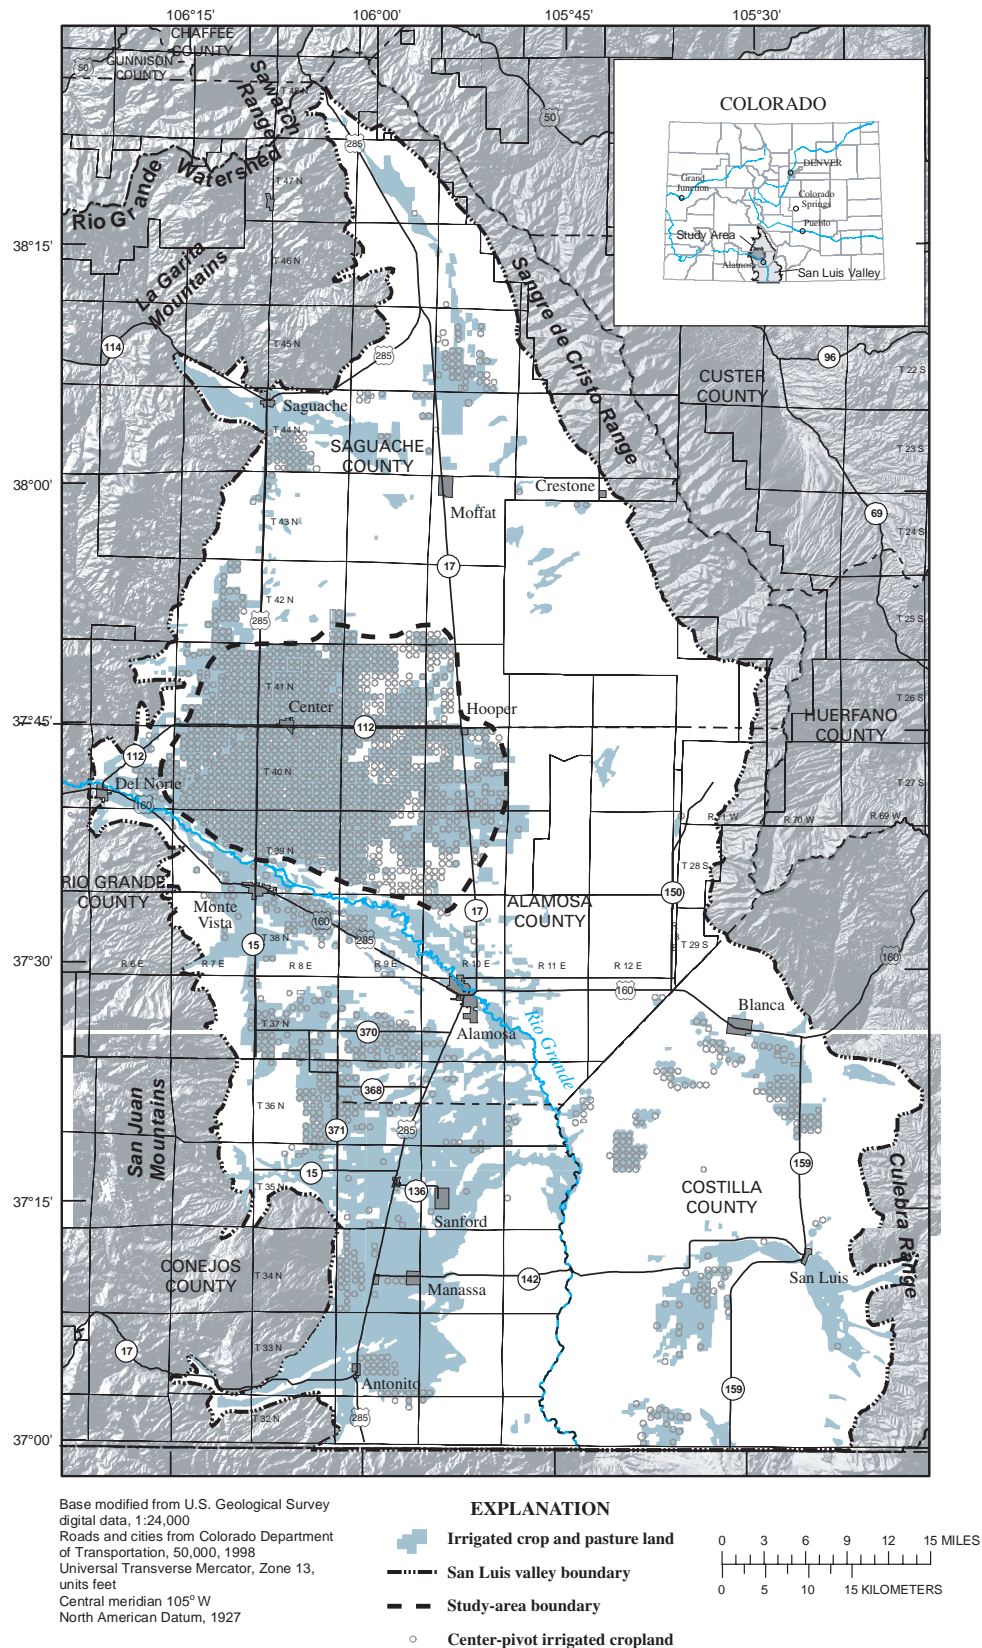 106°15'
106°00'
105°45'
105°30'
CHAFFEE
COUNTY
GUNNISON
COUNTY
50
T 48 N
Sawatch
Range
285
50
COLORADO
DENVER
Grand
Junction
Colorado
Springs
Pueblo
Study Area
Alamosa
San Luis Valley
Rio Grande
Watershed
T 47 N
38°15'
La Garita
Mountains
T 46 N
Sangre de Cristo Range
114
T 45 N
285
96
T 22 S
CUSTER
COUNTY
Saguache
T 44 N
SAGUACHE
COUNTY
T 23 S
38°00'
Crestone
Moffat
69
T 43 N
T 24 S
17
T 42 N
285
T 25 S
T 41 N
T 26 S
37°45'
Center
Hooper
112
HUERFANO
COUNTY
112
T 40 N
Del Norte
160
T 27 S
R 70 W
R 69 W
T 39 N
T 28 S
RIO GRANDE
COUNTY
150
Monte
Vista
160
17
ALAMOSA
COUNTY
15
T 38 N
285
T 29 S
37°30'
R 6 E
R 7 E
R 8 E
R 9 E
R 10 E
R 11 E
R 12 E
160
160
Blanca
T 37 N
370
Alamosa
Rio Grande
368
San Juan
Mountains
T 36 N
371
285
15
159
T 35 N
136
COSTILLA
COUNTY
Culebra Range
37°15'
Sanford
CONEJOS
COUNTY
T 34 N
Manassa
142
San Luis
17
T 33 N
Antonito
159
T 32 N
285
37°00'
Base modified from U.S. Geological Survey
digital data, 1:24,000
Roads and cities from Colorado Department
of Transportation, 50,000, 1998
Universal Transverse Mercator, Zone 13,
units feet
Central meridian 105° W
North American Datum, 1927
EXPLANATION
Irrigated crop and pasture land
San Luis valley boundary
Study-area boundary
Center-pivot irrigated cropland
0 3 6 9 12 15 MILES
0 5 10 15 KILOMETERS